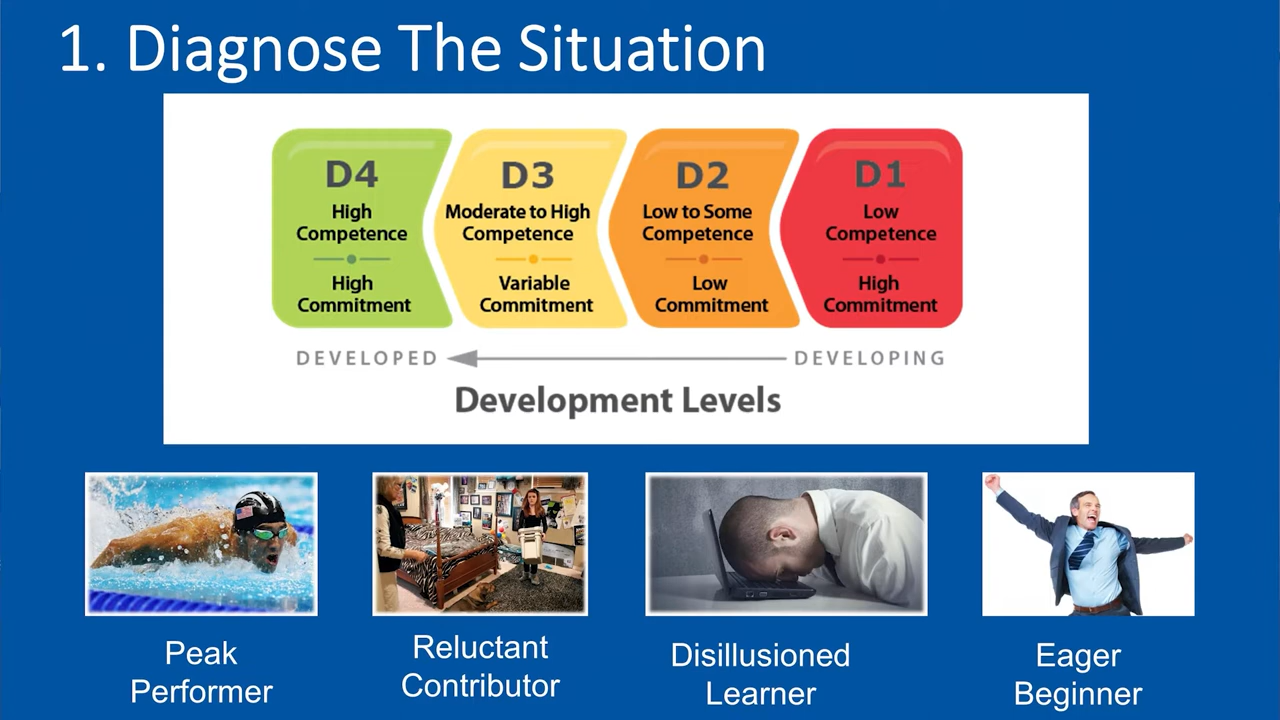 1. Diagnose The Situation
D4
High
Competence
High
Commitment
D3
Moderate to High
Competence
Variable
Commitment
D2
Low to Some
Competence
Low
Commitment
D1
Low
Competence
High
Commitment
DEVELOPED
DEVELOPING
Development Levels
Peak
Performer
Reluctant
Contributor
Disillusioned
Learner
Eager
Beginner